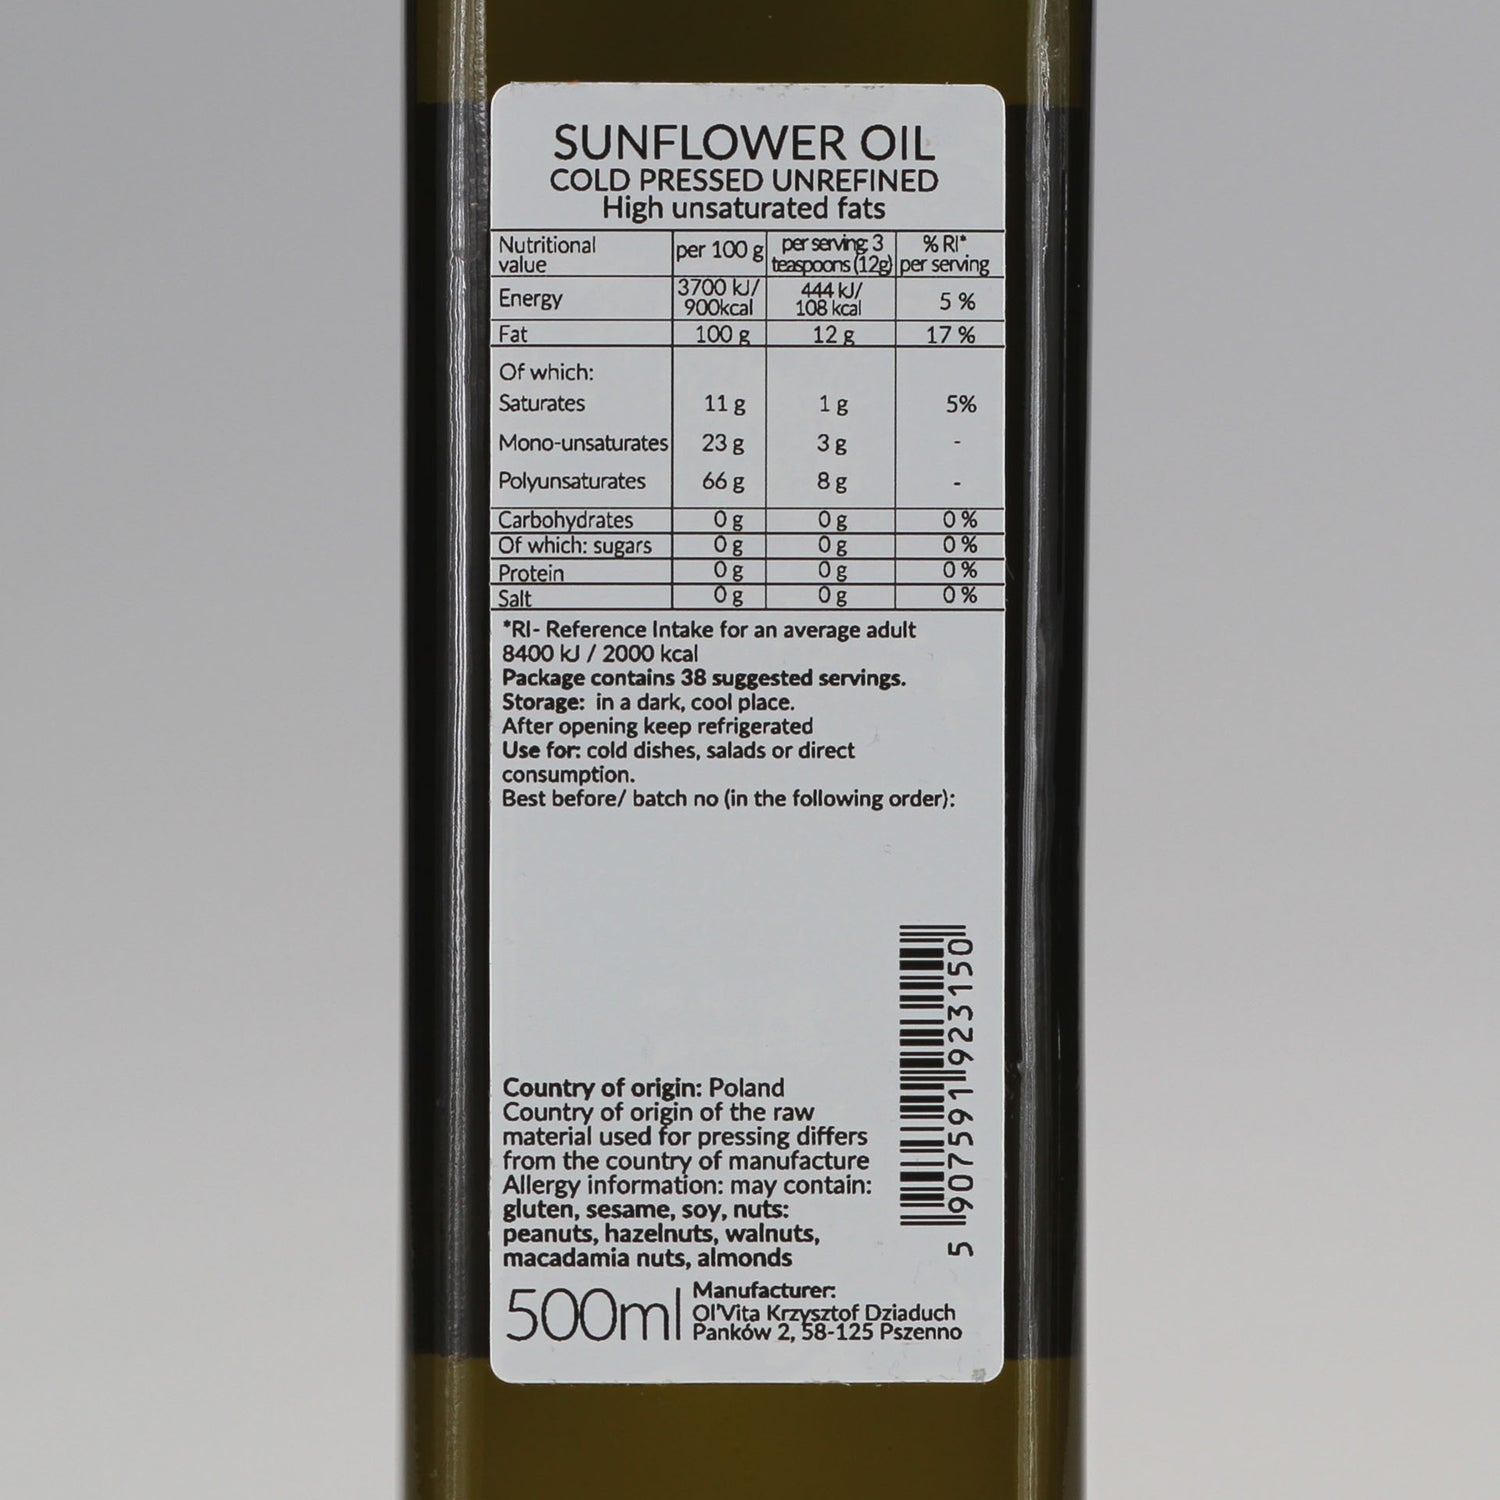 SUNFLOWER OIL
COLD PRESSED UNREFINED
High unsaturated fats
Nutritional value per 100 g per serving: 3 teaspoons (12g) % RI* per serving
Energy 3700 kJ/ 900kcal 444 kJ/ 108 kcal 5 %
Fat 100 g 12 g 17 %
Of which:
Saturates 11 g 1 g 5%
Mono-unsaturates 23 g 3 g -
Polyunsaturates 66 g 8 g -
Carbohydrates 0 g 0 g 0 %
Of which: sugars 0 g 0 g 0 %
Protein 0 g 0 g 0 %
Salt 0 g 0 g 0 %
*RI- Reference Intake for an average adult
8400 kJ / 2000 kcal
Package contains 38 suggested servings.
Storage: in a dark, cool place.
After opening keep refrigerated
Use for: cold dishes, salads or direct
consumption.
Best before/ batch no (in the following order):
Country of origin: Poland
Country of origin of the raw
material used for pressing differs
from the country of manufacture
Allergy information: may contain:
gluten, sesame, soy, nuts:
peanuts, hazelnuts, walnuts,
macadamia nuts, almonds
5 907591 923150
500ml
Manufacturer:
Ol'Vita Krzysztof Dziaduch
Panków 2, 58-125 Pszenno